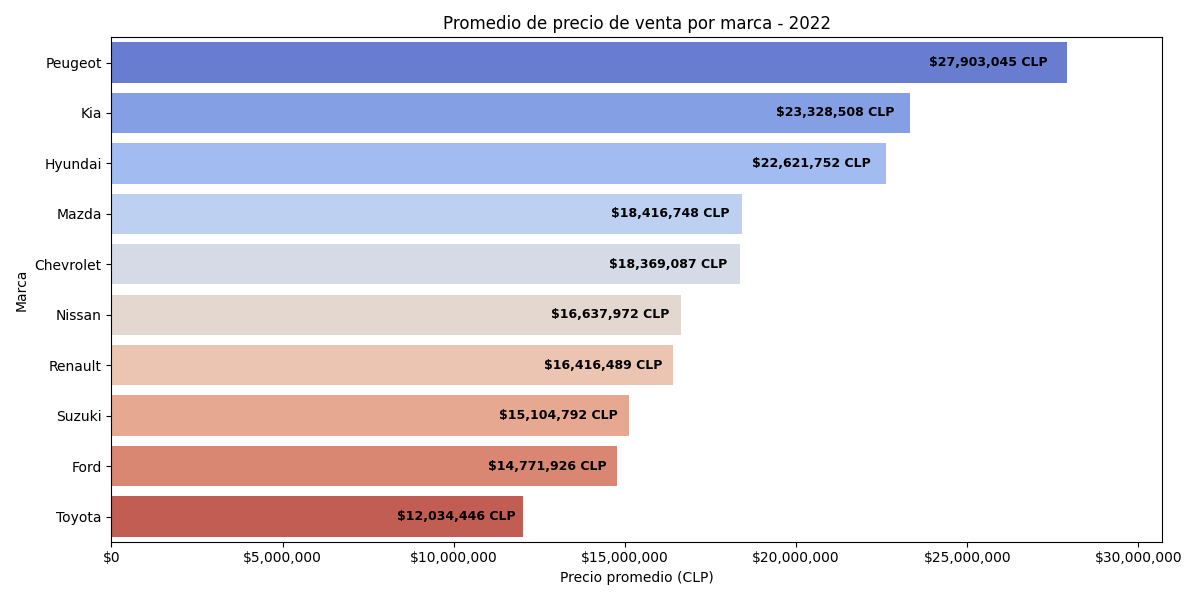 Promedio de precio de venta por marca - 2022
Peugeot $27,903,045 CLP
Kia $23,328,508 CLP
Hyundai $22,621,752 CLP
Mazda $18,416,748 CLP
Chevrolet $18,369,087 CLP
Nissan $16,637,972 CLP
Renault $16,416,489 CLP
Suzuki $15,104,792 CLP
Ford $14,771,926 CLP
Toyota $12,034,446 CLP
Marca
$0 $5,000,000 $10,000,000 $15,000,000 $20,000,000 $25,000,000 $30,000,000
Precio promedio (CLP)